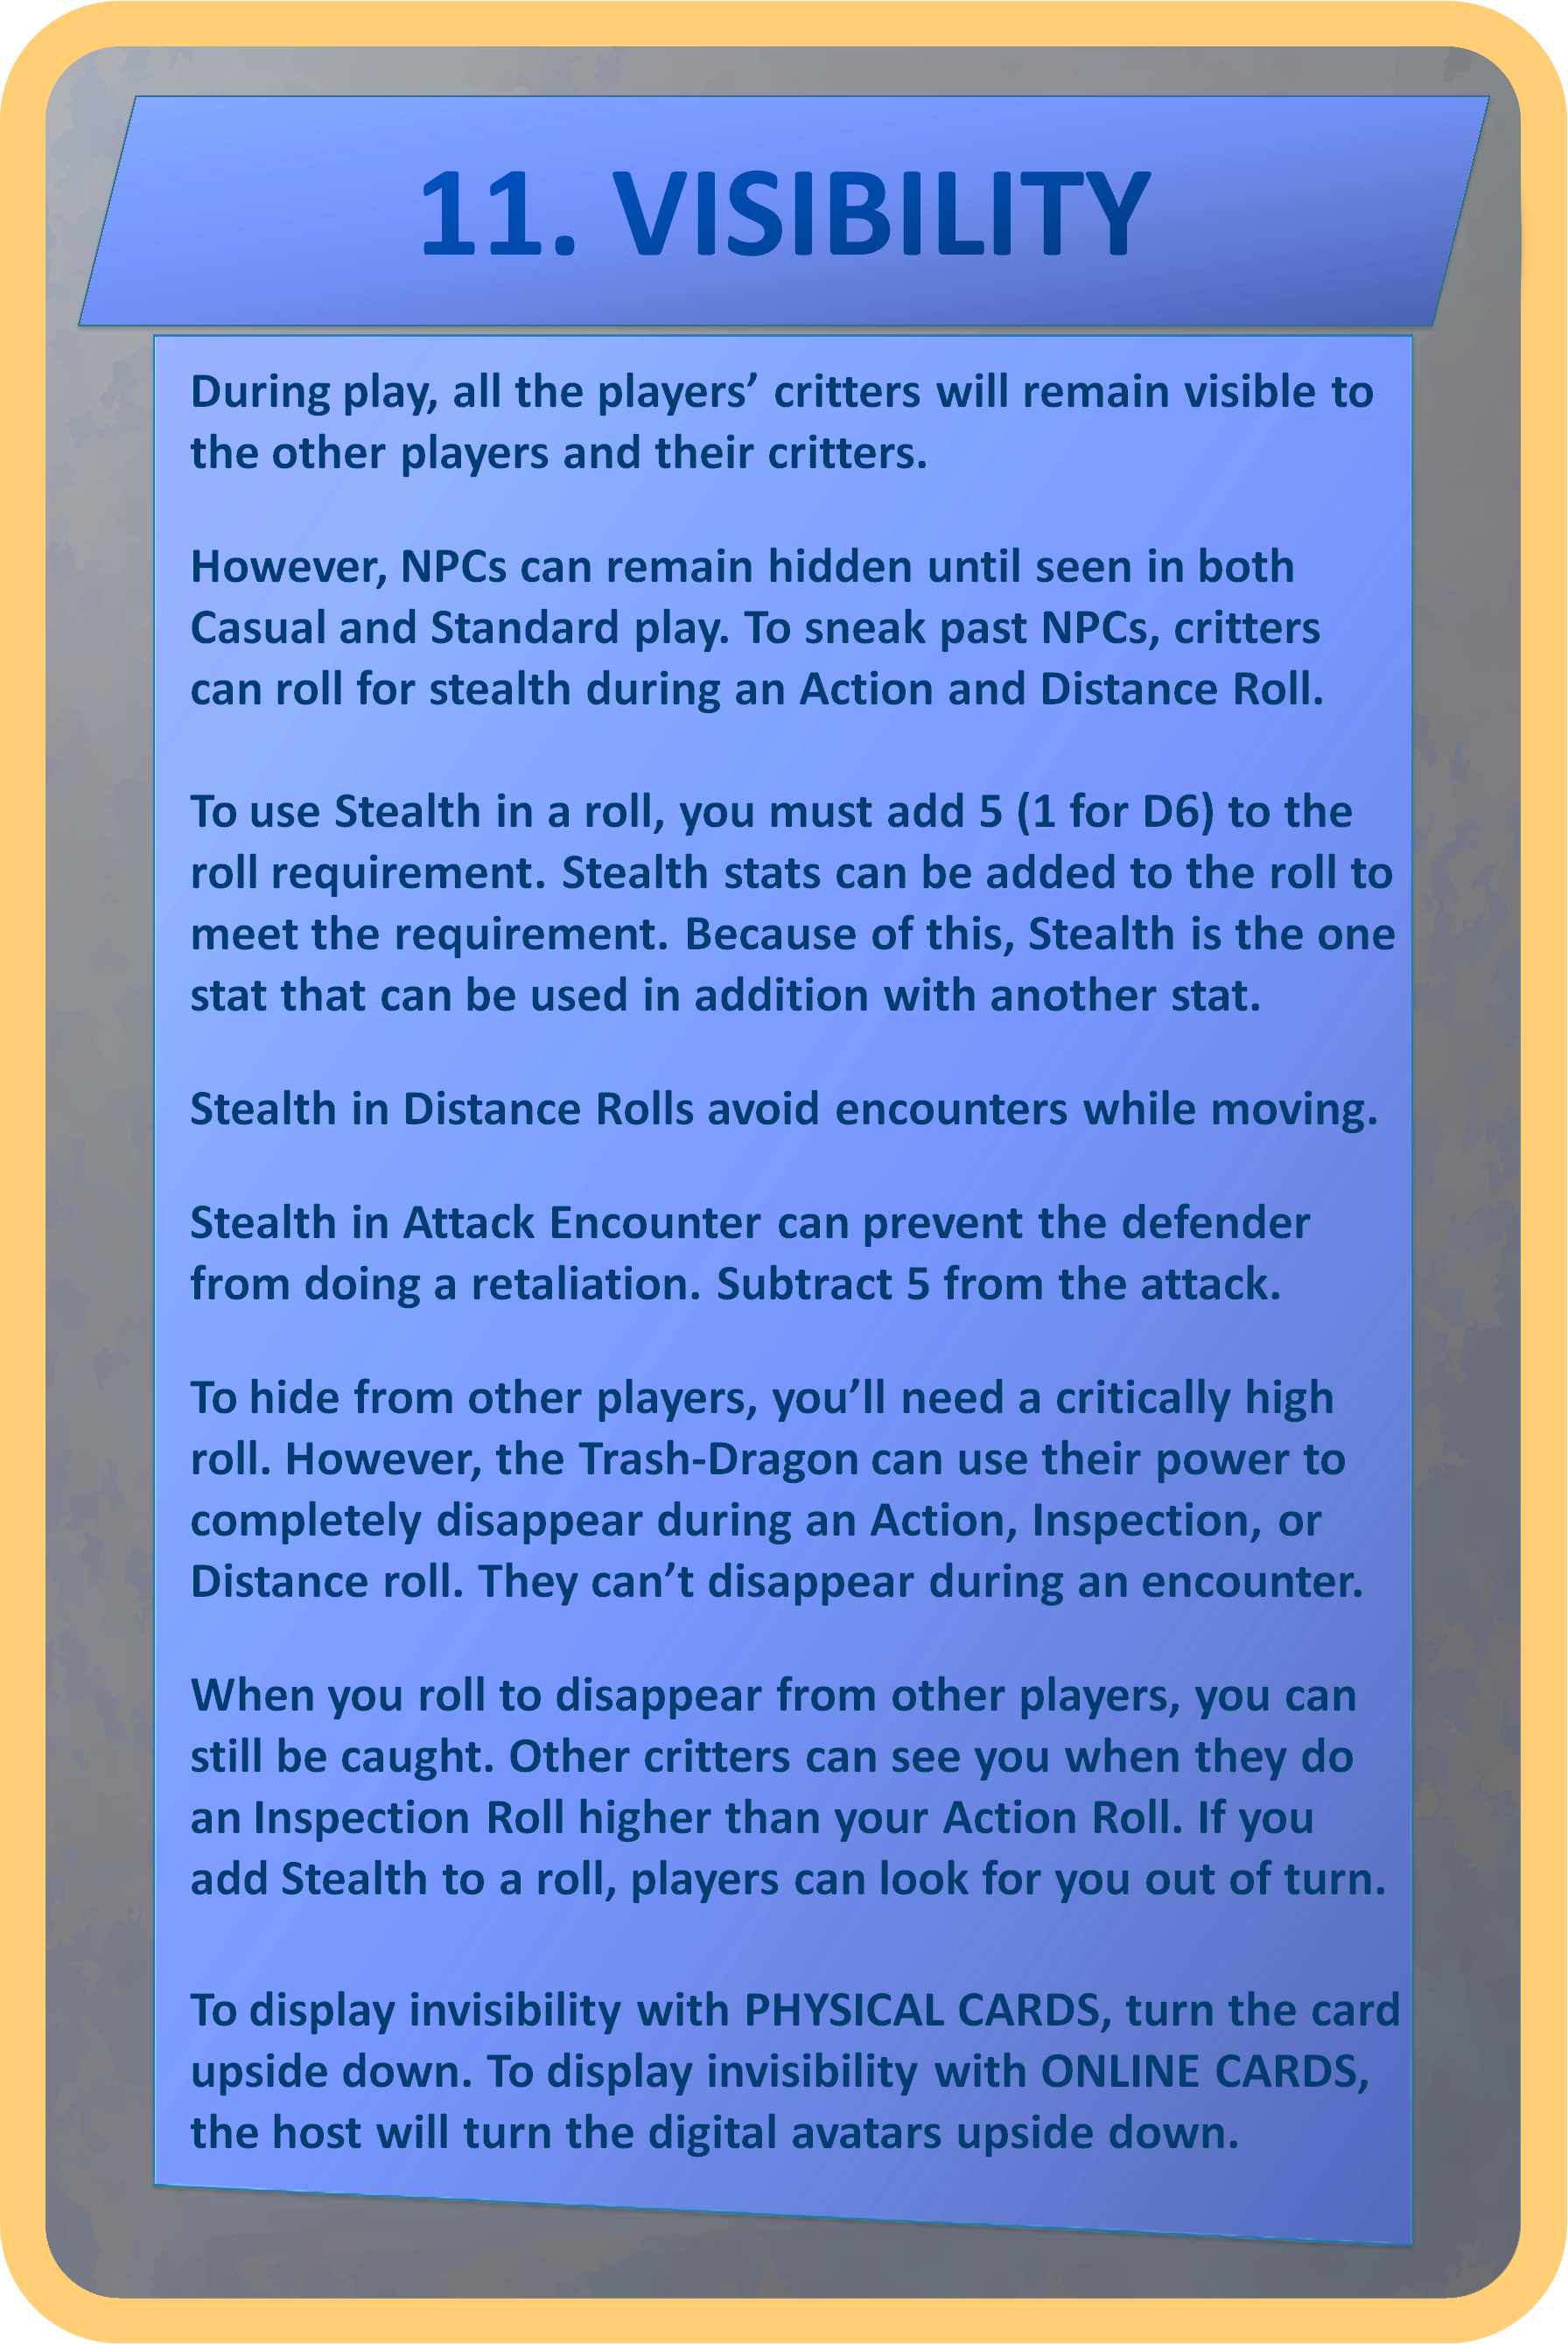 11. VISIBILITY
During play, all the players’ critters will remain visible to
the other players and their critters.
However, NPCs can remain hidden until seen in both
Casual and Standard play. To sneak past NPCs, critters
can roll for stealth during an Action and Distance Roll.
To use Stealth in a roll, you must add 5 (1 for D6) to the
roll requirement. Stealth stats can be added to the roll to
meet the requirement. Because of this, Stealth is the one
stat that can be used in addition with another stat.
Stealth in Distance Rolls avoid encounters while moving.
Stealth in Attack Encounter can prevent the defender
from doing a retaliation. Subtract 5 from the attack.
To hide from other players, you’ll need a critically high
roll. However, the Trash-Dragon can use their power to
completely disappear during an Action, Inspection, or
Distance roll. They can’t disappear during an encounter.
When you roll to disappear from other players, you can
still be caught. Other critters can see you when they do
an Inspection Roll higher than your Action Roll. If you
add Stealth to a roll, players can look for you out of turn.
To display invisibility with PHYSICAL CARDS, turn the card
upside down. To display invisibility with ONLINE CARDS,
the host will turn the digital avatars upside down.